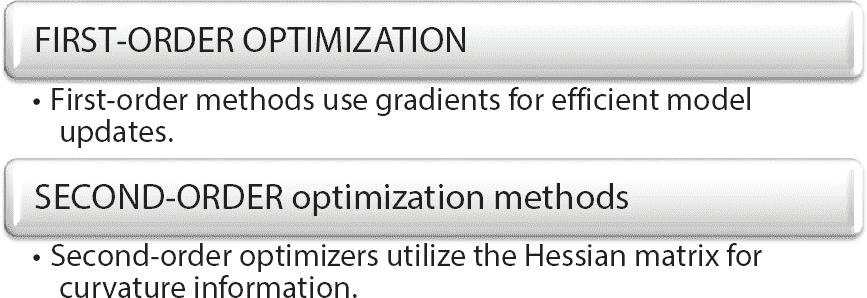 FIRST-ORDER OPTIMIZATION
• First-order methods use gradients for efficient model
updates.
SECOND-ORDER optimization methods
• Second-order optimizers utilize the Hessian matrix for
curvature information.